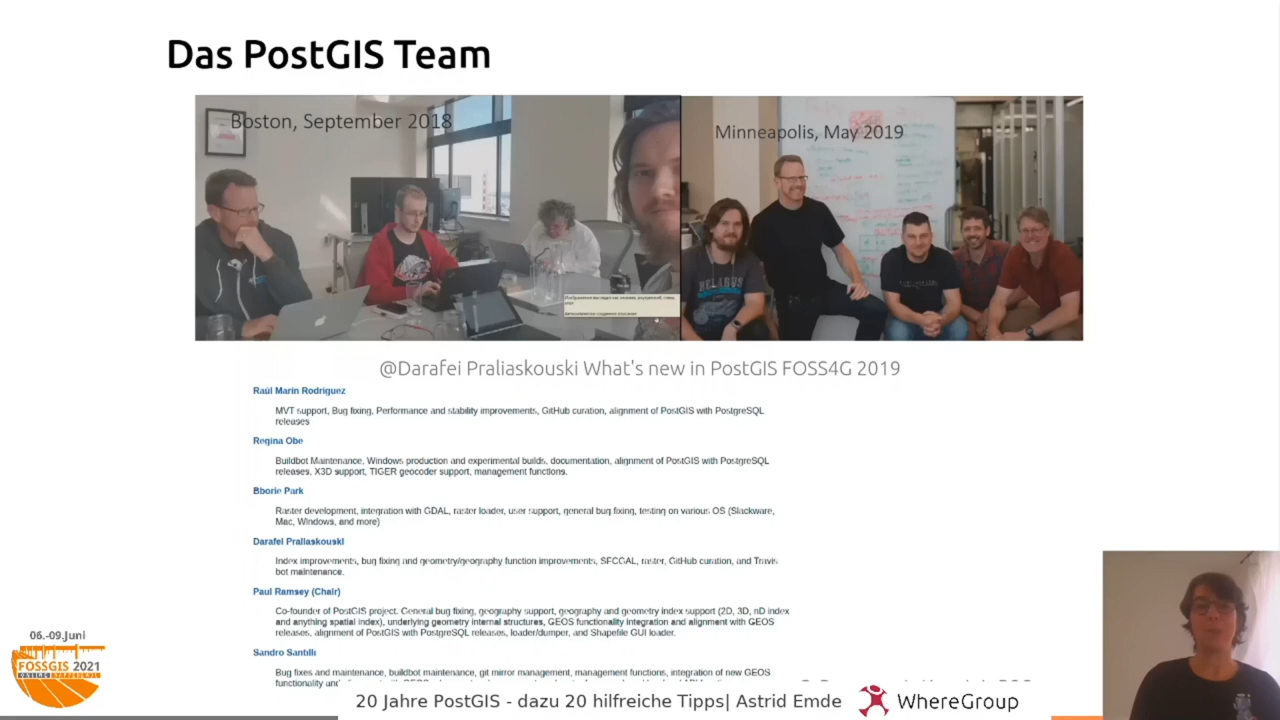 Das PostGIS Team
Boston, September 2018
Minneapolis, May 2019
BELARUS
@Darafei Praliaskouski What's new in PostGIS FOSS4G 2019
Raúl Marín Rodríguez
MVT support, Bug fixing, Performance and stability improvements, GitHub curation, alignment of PostGIS with PostgreSQL
releases
Regina Obe
Buildbot Maintenance, Windows production and experimental builds, documentation, alignment of PostGIS with PostgreSQL
releases, X3D support, TIGER geocoder support, management functions.
Bborie Park
Raster development, integration with GDAL, raster loader, user support, general bug fixing, testing on various OS (Slackware,
Mac, Windows, and more)
Darafei Praliaskouski
Index improvements, bug fixing and geometry/geography function improvements, SFCGAL, raster, GitHub curation, and Travis
bot maintenance.
Paul Ramsey (Chair)
Co-founder of PostGIS project. General bug fixing, geography support, geography and geometry index support (2D, 3D, nD index
and anything spatial index), underlying geometry internal structures, GEOS functionality integration and alignment with GEOS
releases, alignment of PostGIS with PostgreSQL releases, loader/dumper, and Shapefile GUI loader.
Sandro Santilli
Bug fixes and maintenance, buildbot maintenance, git mirror management, management functions, integration of new GEOS
functionality and
06.-09.Juni
FOSSGIS 2021
20 Jahre PostGIS - dazu 20 hilfreiche Tipps| Astrid Emde
WhereGroup